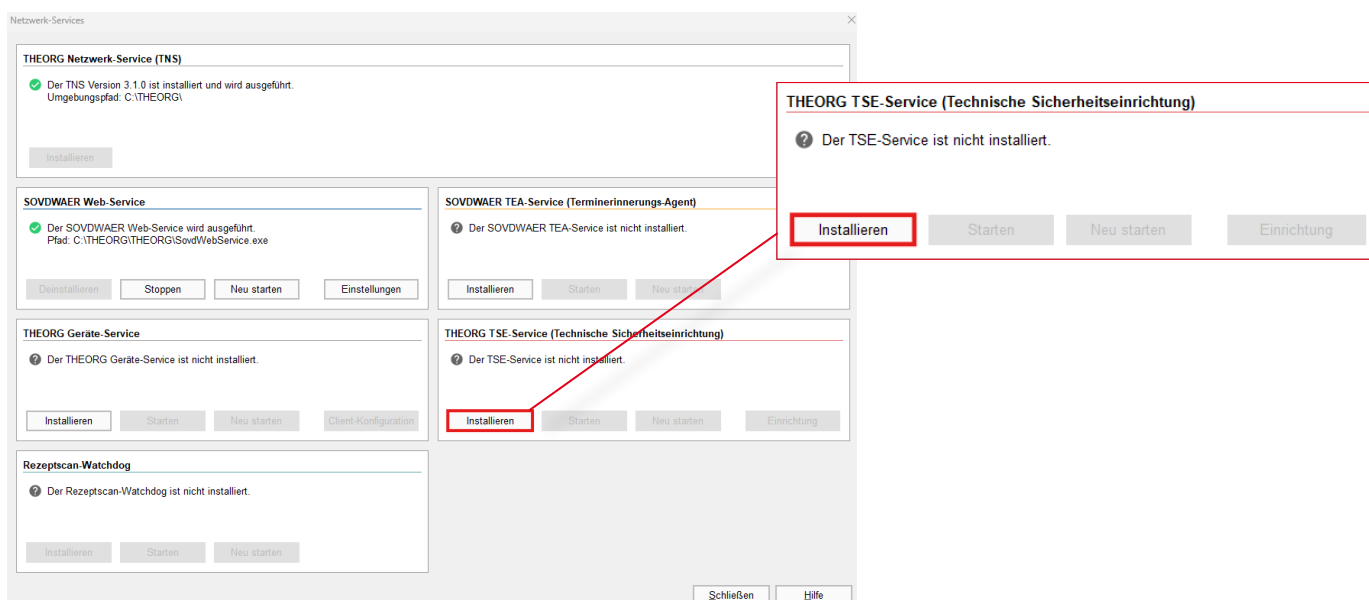 Netzwerk-Services
THEORG Netzwerk-Service (TNS)
Der TNS Version 3.1.0 ist installiert und wird ausgeführt.
Umgebungspfad: C:\THEORG\
Installieren
SOVDWAER Web-Service
Der SOVDWAER Web-Service wird ausgeführt.
Pfad: C:\THEORG\THEORG\SovdWebService.exe
Deinstallieren Stoppen Neu starten Einstellungen
SOVDWAER TEA-Service (Terminerinnerungs-Agent)
Der SOVDWAER TEA-Service ist nicht installiert.
Installieren Starten Neu starten
THEORG Geräte-Service
Der THEORG Geräte-Service ist nicht installiert.
Installieren Starten Neu starten Client-Konfiguration
THEORG TSE-Service (Technische Sicherheitseinrichtung)
Der TSE-Service ist nicht installiert.
Installieren Starten Neu starten Einrichtung
Rezeptscan-Watchdog
Der Rezeptscan-Watchdog ist nicht installiert.
Installieren Starten Neu starten
Schließen Hilfe
THEORG TSE-Service (Technische Sicherheitseinrichtung)
Der TSE-Service ist nicht installiert.
Installieren Starten Neu starten Einrichtung